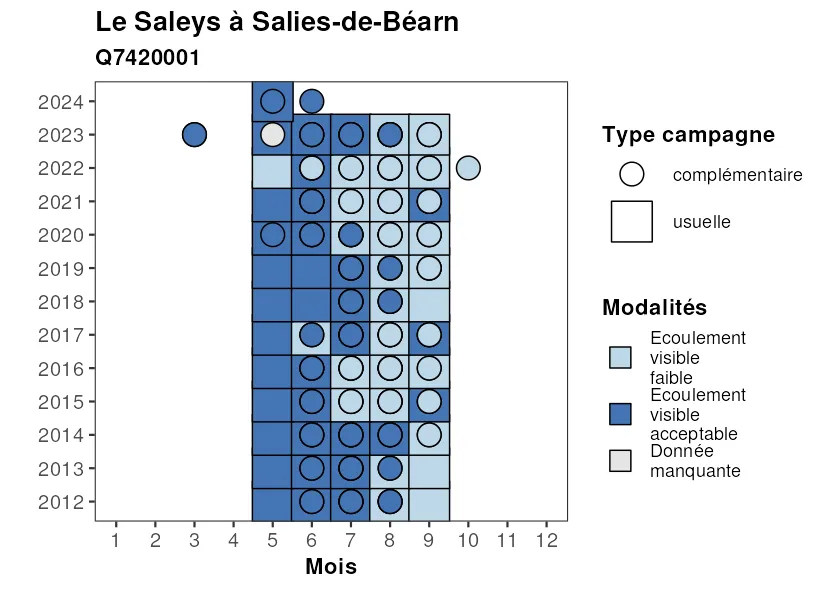 Le Saleys à Salies-de-Béarn
Q7420001
2024
2023
2022
2021
2020
2019
2018
2017
2016
2015
2014
2013
2012
1 2 3 4 5 6 7 8 9 10 11 12
Mois
Type campagne
complémentaire
usuelle
Modalités
Ecoulement
visible
faible
Ecoulement
visible
acceptable
Donnée
manquante